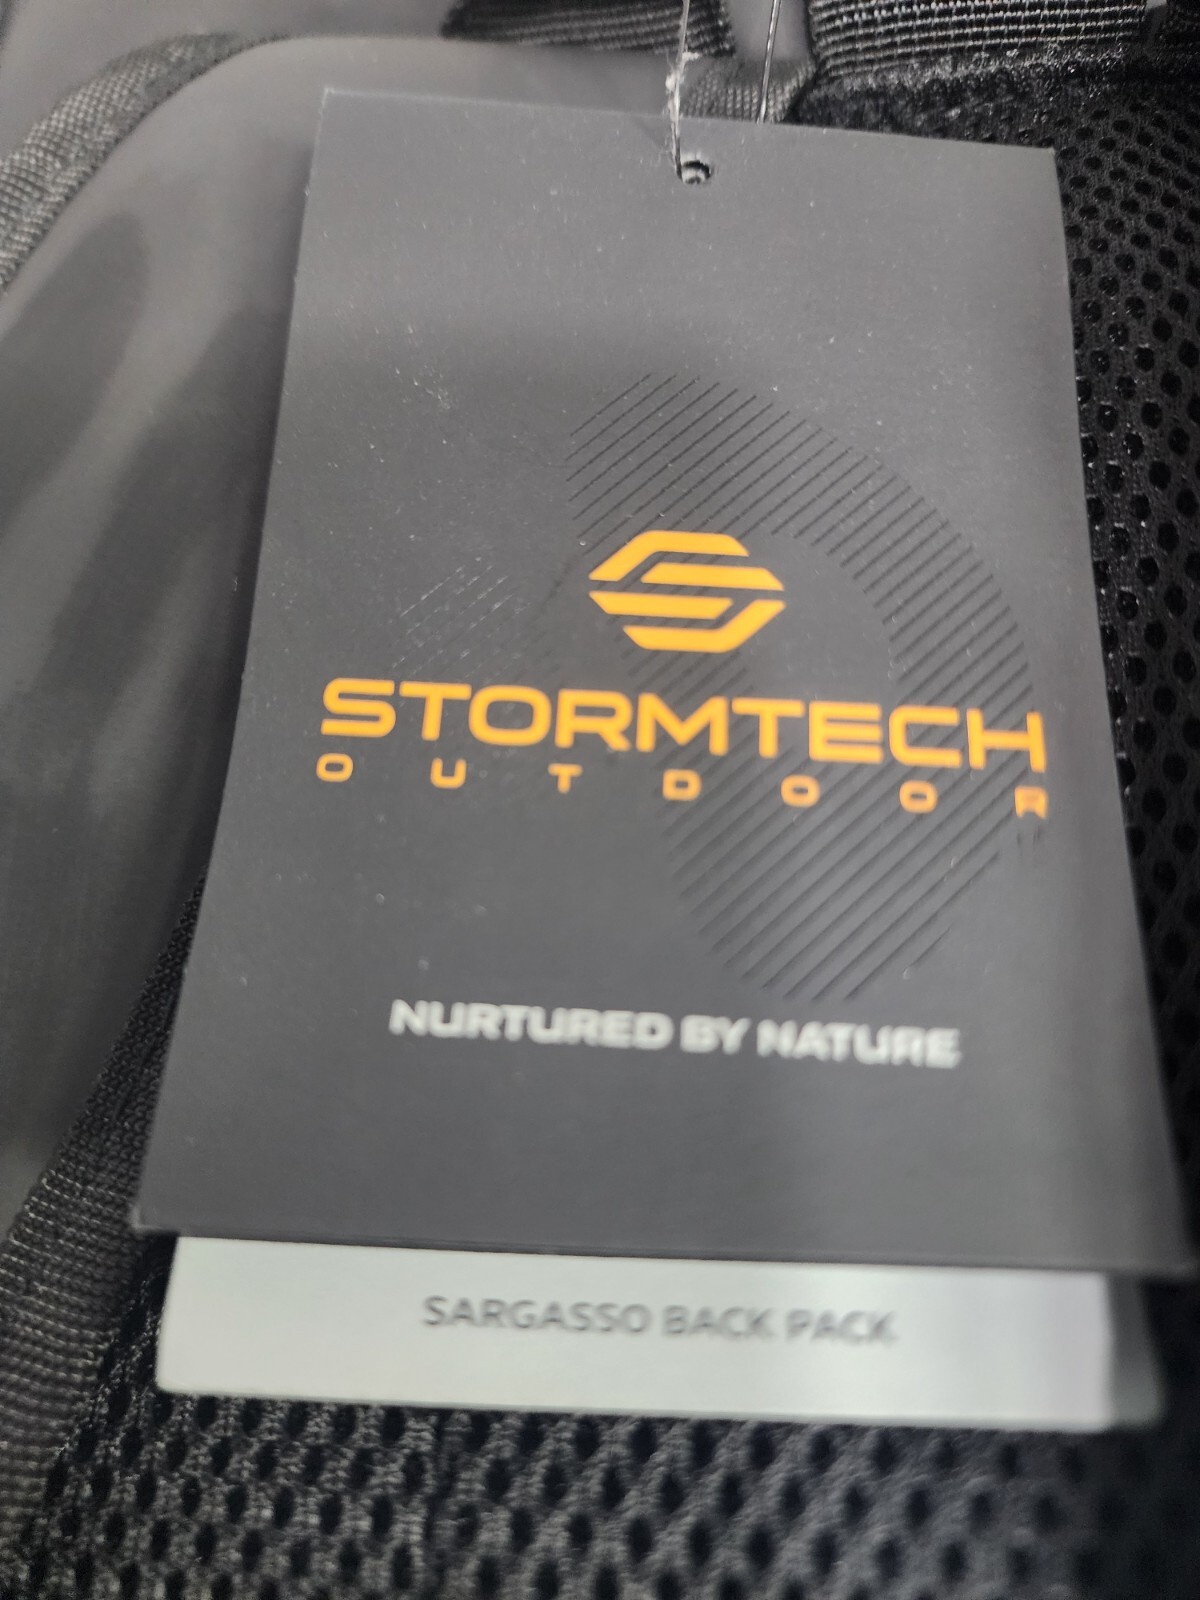 STORMTECH
OUTDOOR
NURTURED BY NATURE
SARGASSO BACK PACK